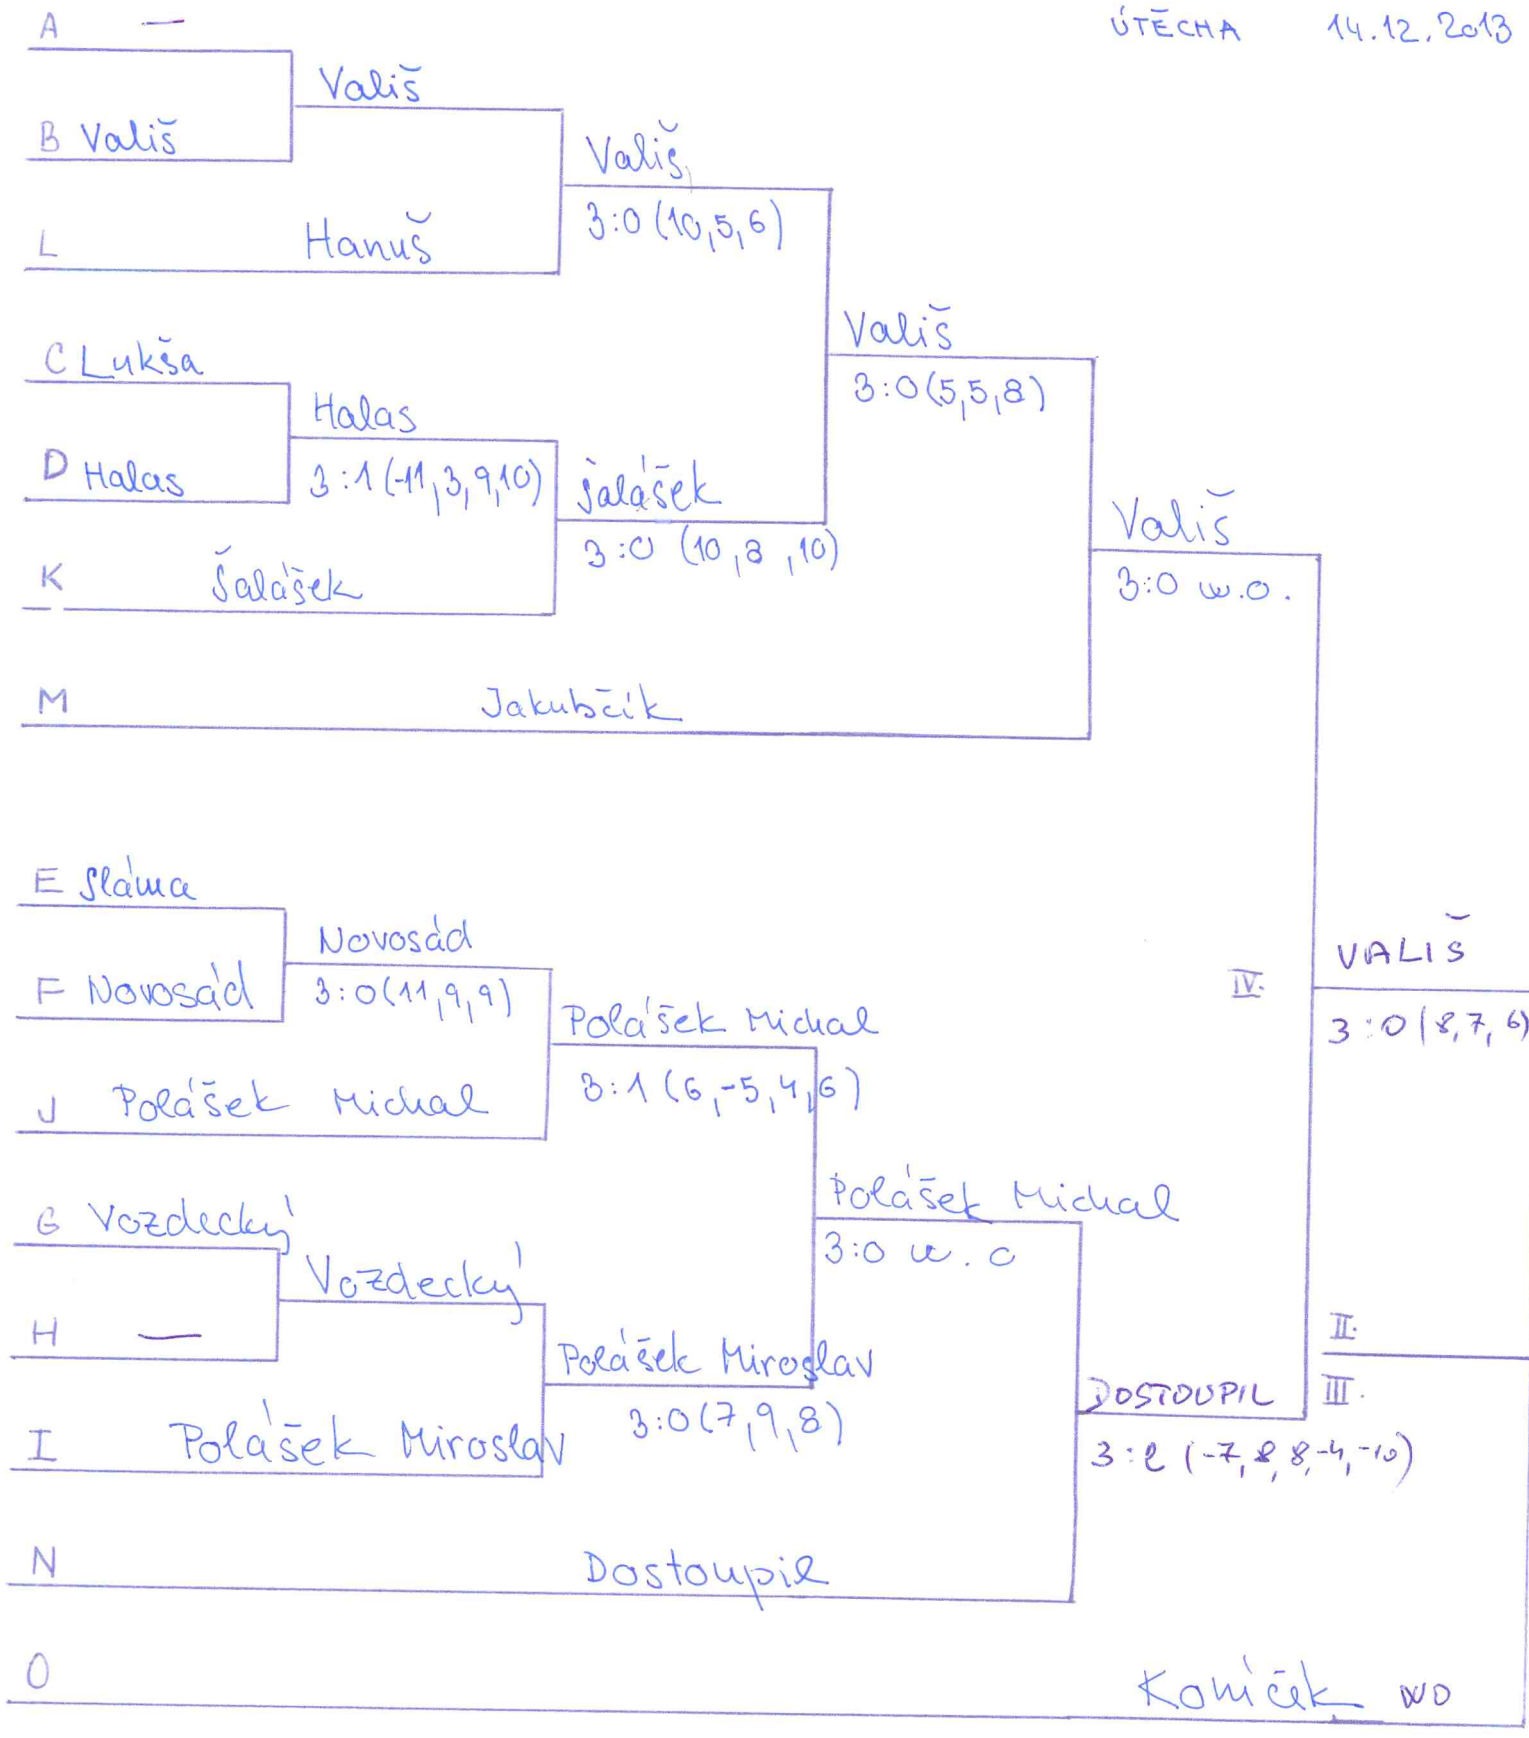 A — ÚTĚCHA 14.12.2013
Vališ
B Vališ
Vališ
3:0 (10,5,6)
L Hanuš
Vališ
3:0 (5,5,8)
C Lukša
Halas
D Halas 3:1 (-11,3,9,10)
Šalášek
3:0 (10,8,10)
K Šalášek
Vališ
3:0 w.o.
M Jakubčík
E Sláma
Novosád
F Novosád 3:0 (11,9,9)
Polášek Michal
3:1 (6,-5,4,6)
J Polášek Michal
IV. VALIŠ
3:0 (8,7,6)
G Vozdecký
Polášek Michal
3:0 w.o
Vozdecký
H —
Polášek Miroslav
3:0 (7,9,8)
I Polášek Miroslav
II.
III.
DOSTOUPIL
3:2 (-7,8,8,-4,-10)
N Dostoupil
O Koníček WO